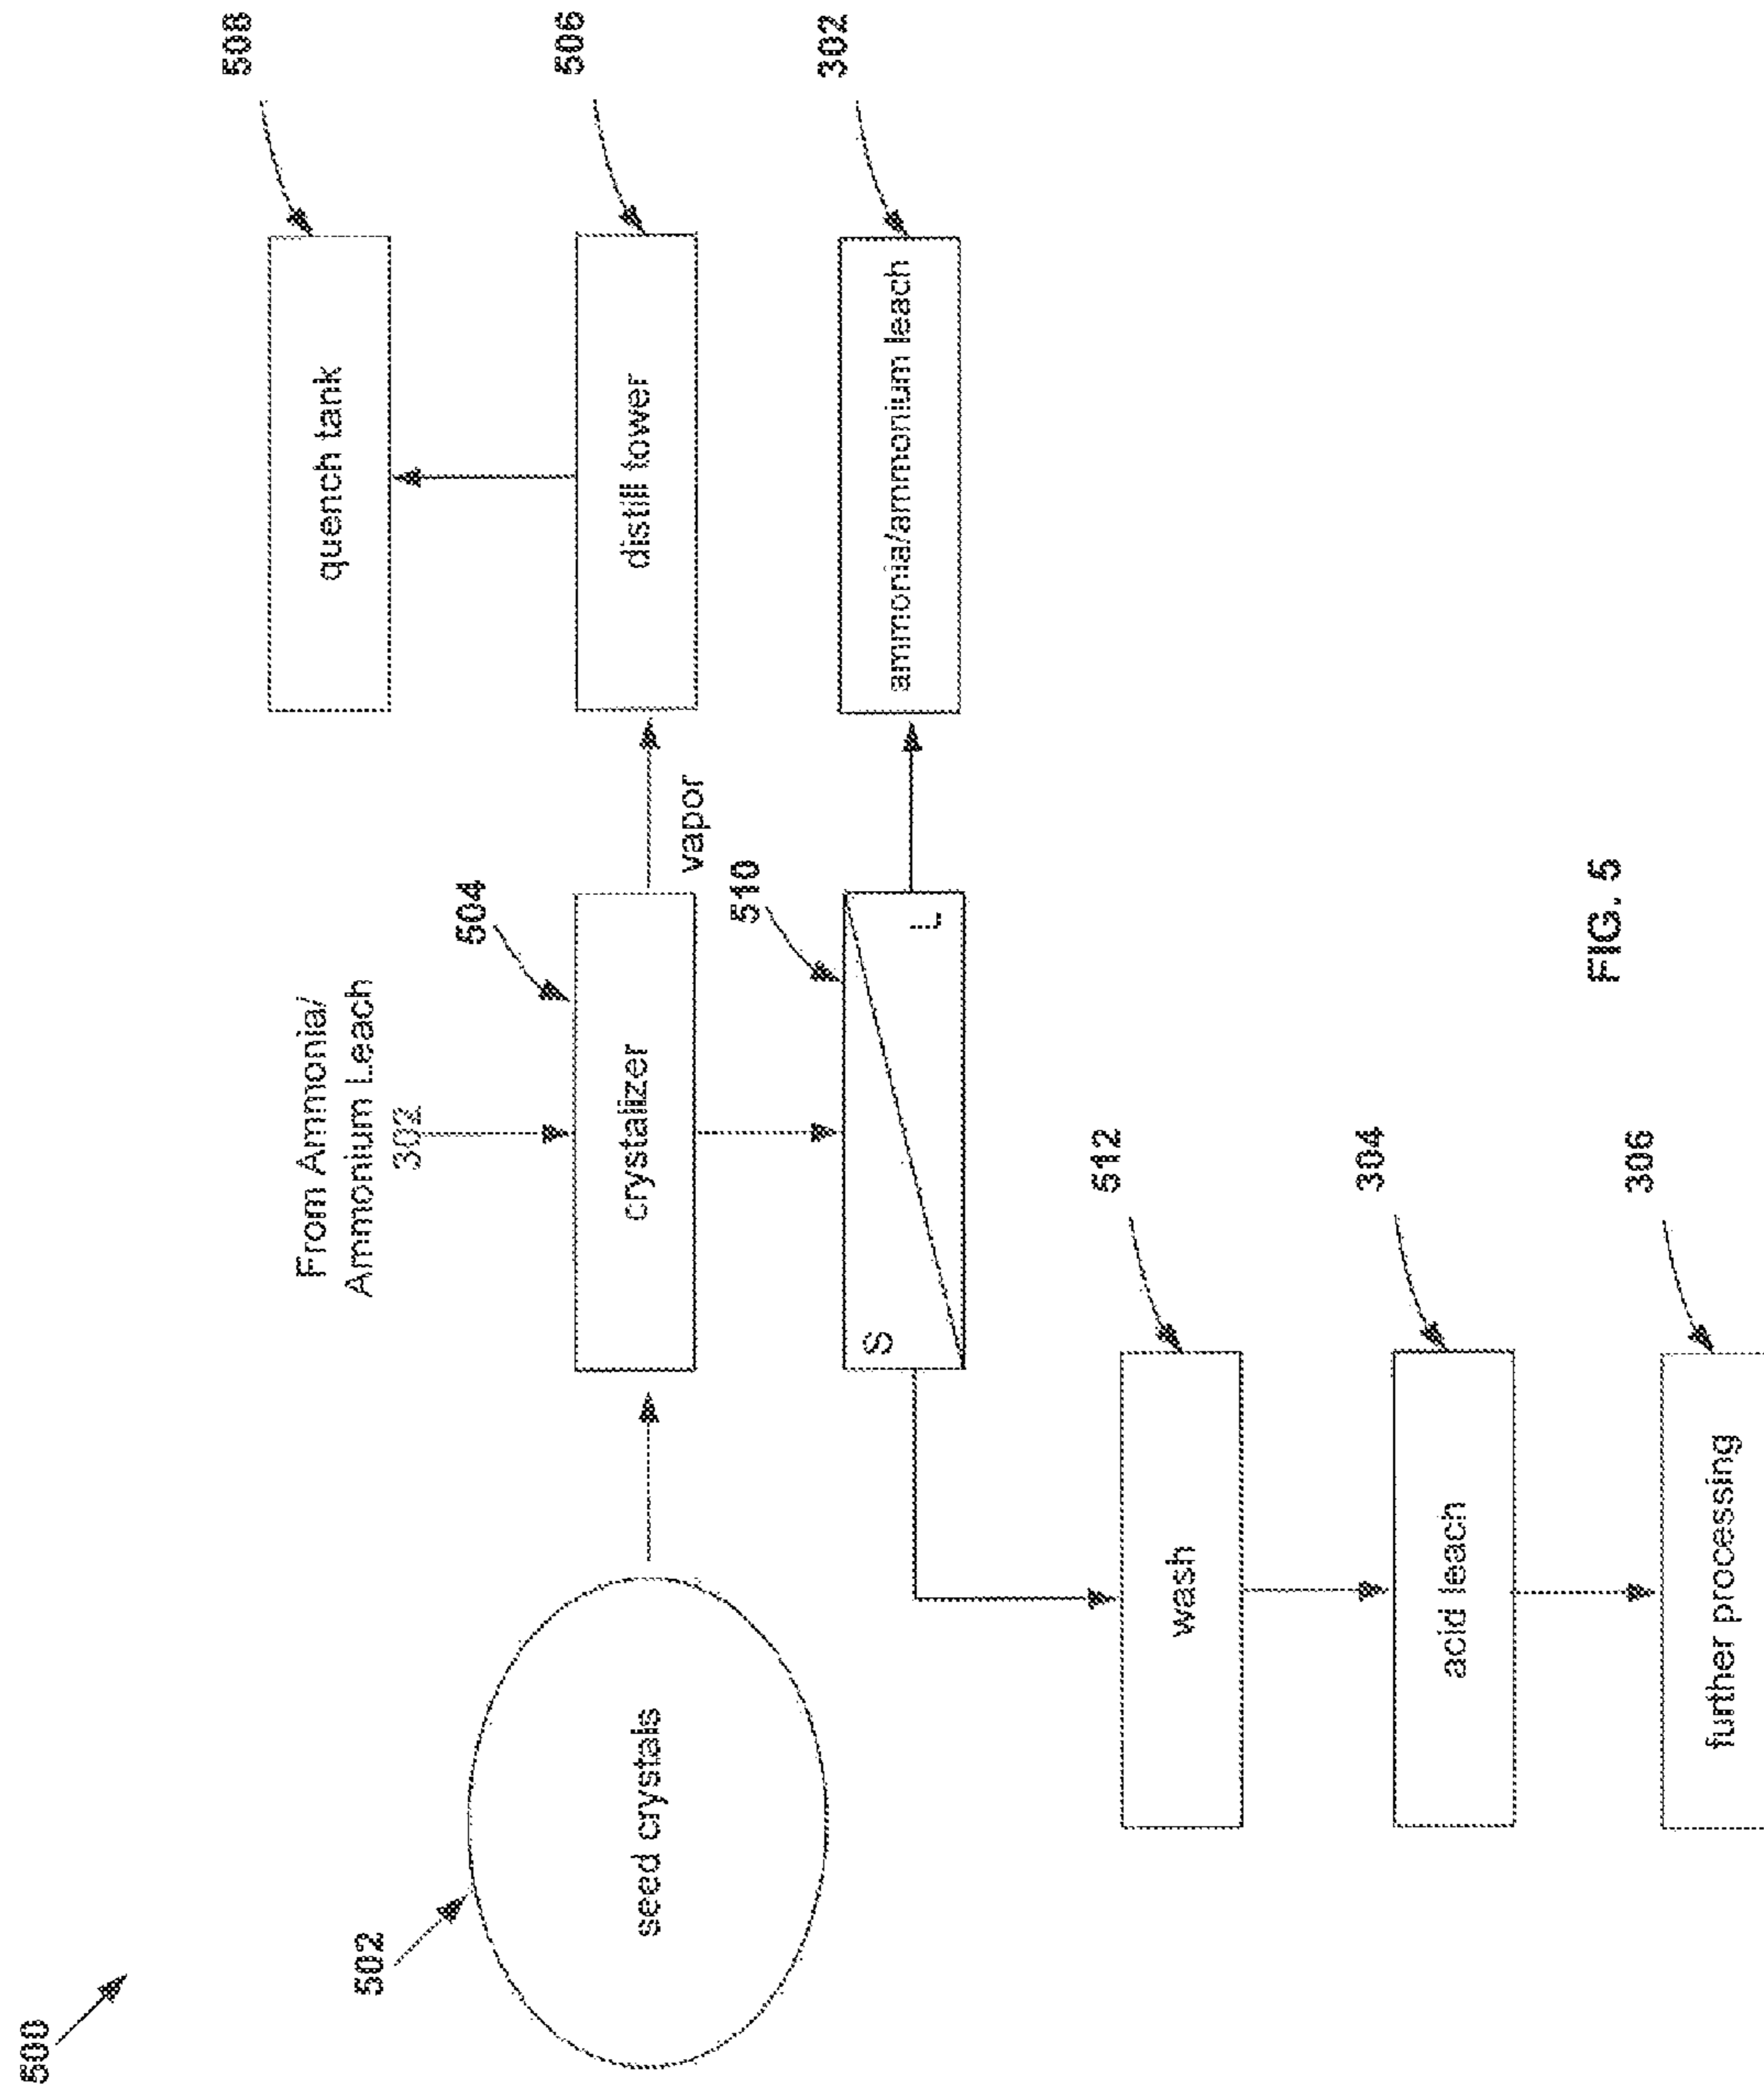 500
508
quench tank
From Ammonia/
Ammonium Leach
302
502
504
506
seed crystals
crystalizer
vapor
distill tower
510
302
S
L
ammonia/ammonium leach
512
wash
304
acid leach
306
further processing
FIG. 5